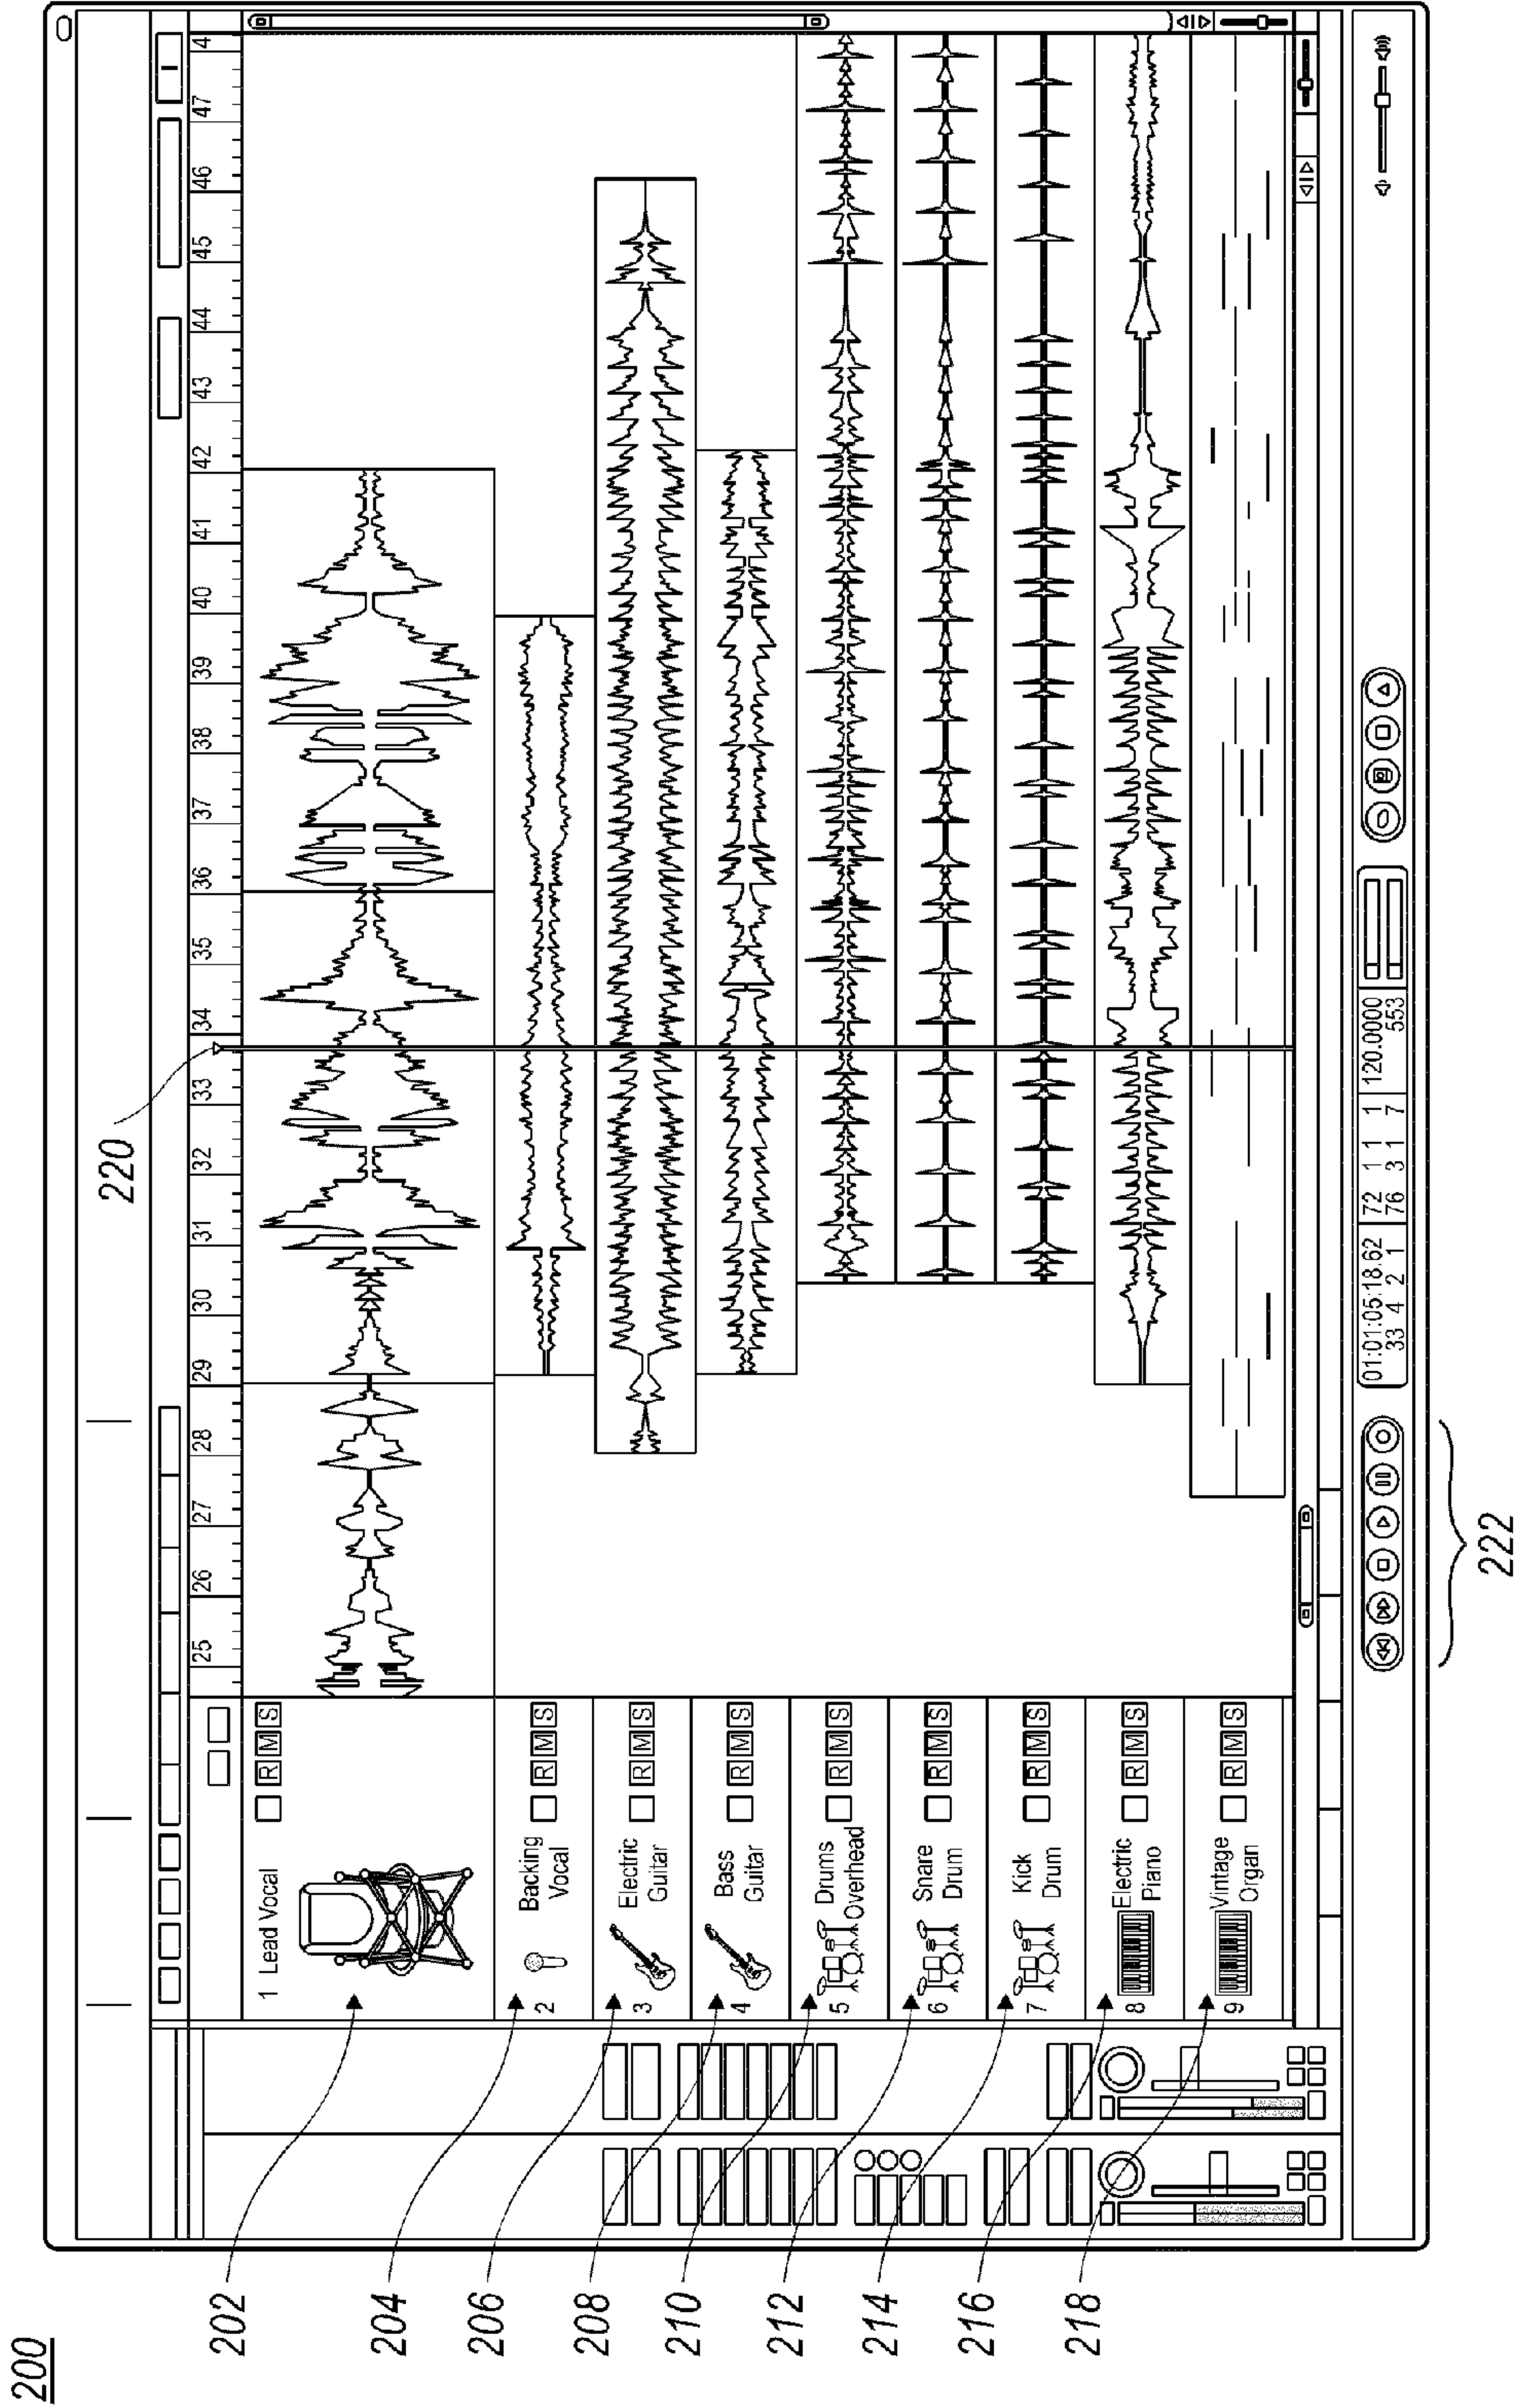 200
220
25 26 27 28 29 30 31 32 33 34 35 36 37 38 39 40 41 42 43 44 45 46 47 4
202
1 Lead Vocal
R M S
204
2 Backing
Vocal
R M S
206
3 Electric
Guitar
R M S
208
4 Bass
Guitar
R M S
210
5 Drums
Overhead
R M S
212
6 Snare
Drum
R M S
214
7 Kick
Drum
R M S
216
8 Electric
Piano
R M S
218
9 Vintage
Organ
R M S
01:01:05:18.62 72 1 1 1 120.0000
33 4 2 1 76 3 1 7 553
222